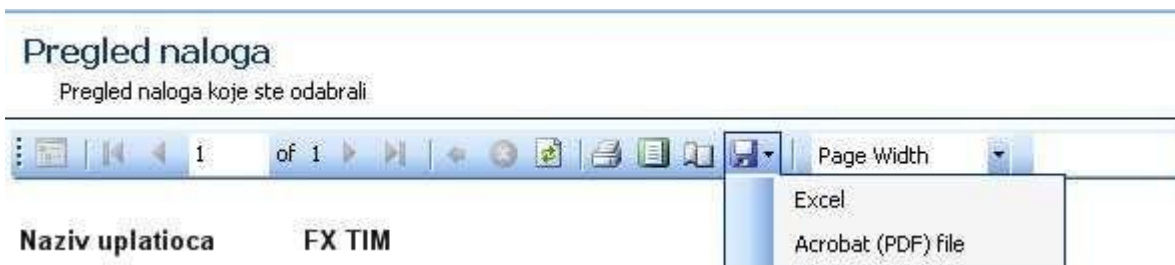 Pregled naloga
Pregled naloga koje ste odabrali
1 of 1 Page Width
Excel
Naziv uplatioca FX TIM
Acrobat (PDF) file